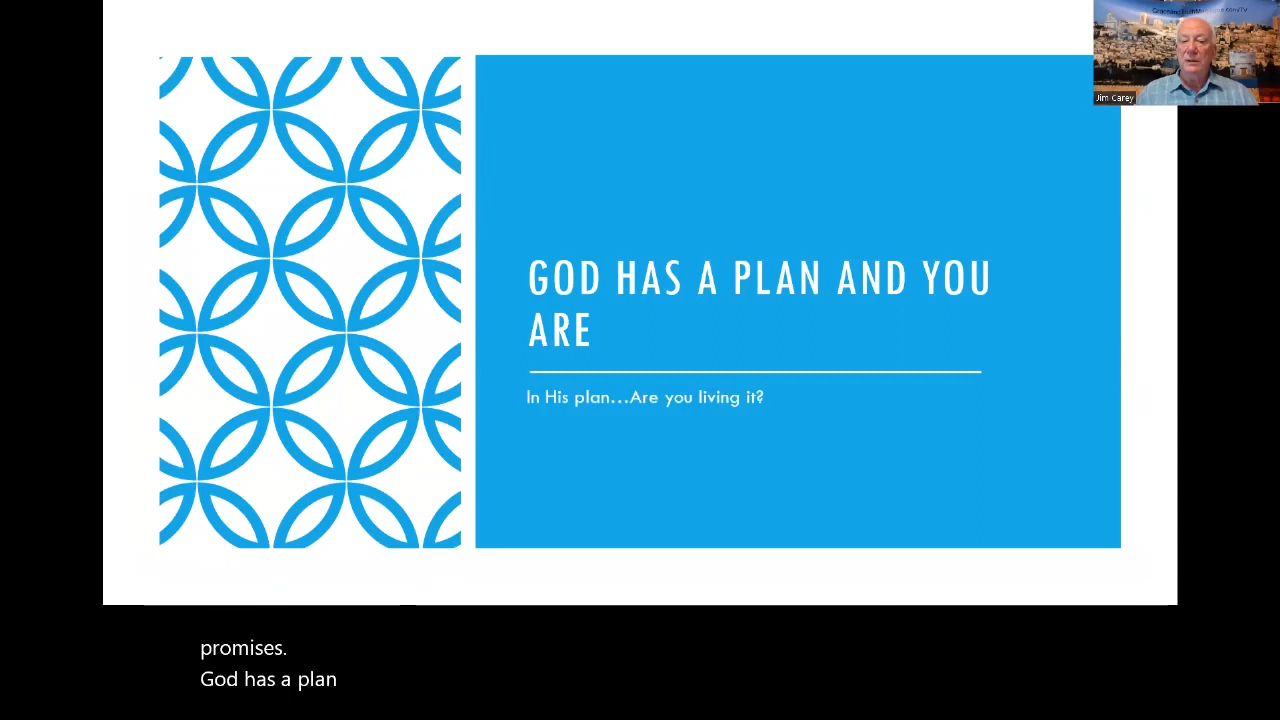 GOD HAS A PLAN AND YOU
ARE
In His plan...Are you living it?
Jim Carey
promises.
God has a plan